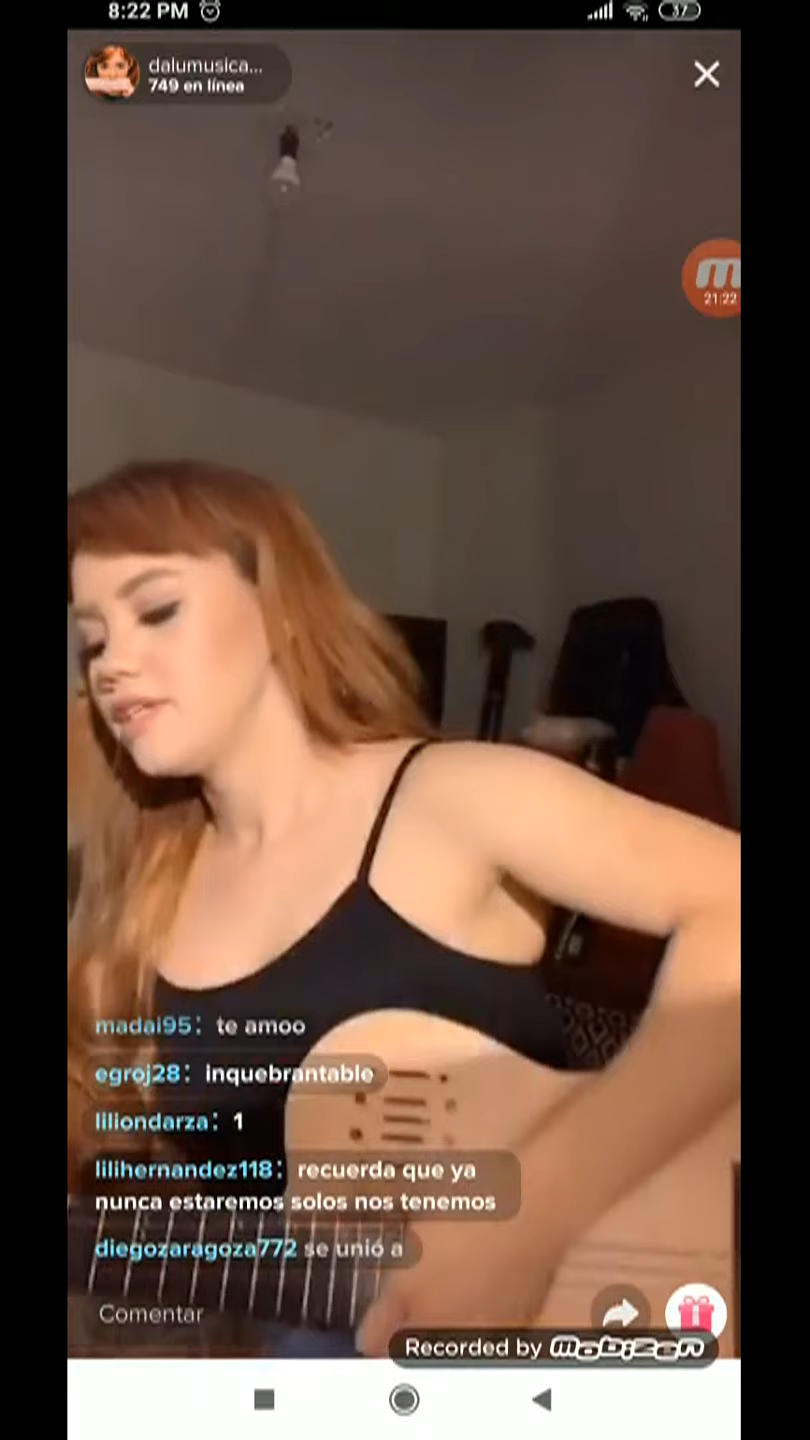 8:22 PM
37
dalumusica...
749 en línea
21:22
madai95: te amoo
egroj28: inquebrantable
liliondarza: 1
lilihernandez118: recuerda que ya
nunca estaremos solos nos tenemos
diegozaragoza772 se unió a
Comentar
Recorded by mobizen